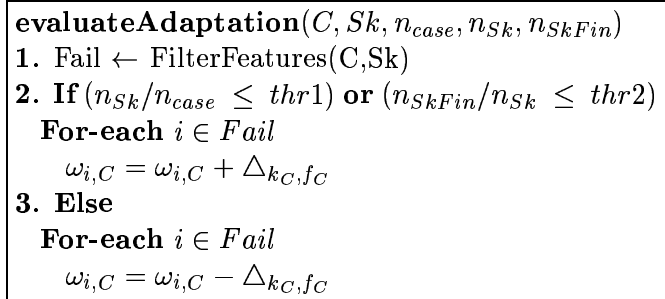 evaluateAdaptation(C, Sk, n_case, n_Sk, n_SkFin)
1. Fail ← FilterFeatures(C,Sk)
2. If (n_Sk/n_case ≤ thr1) or (n_SkFin/n_Sk ≤ thr2)
For-each i ∈ Fail
ω_i,C = ω_i,C + △_k_C,f_C
3. Else
For-each i ∈ Fail
ω_i,C = ω_i,C − △_k_C,f_C